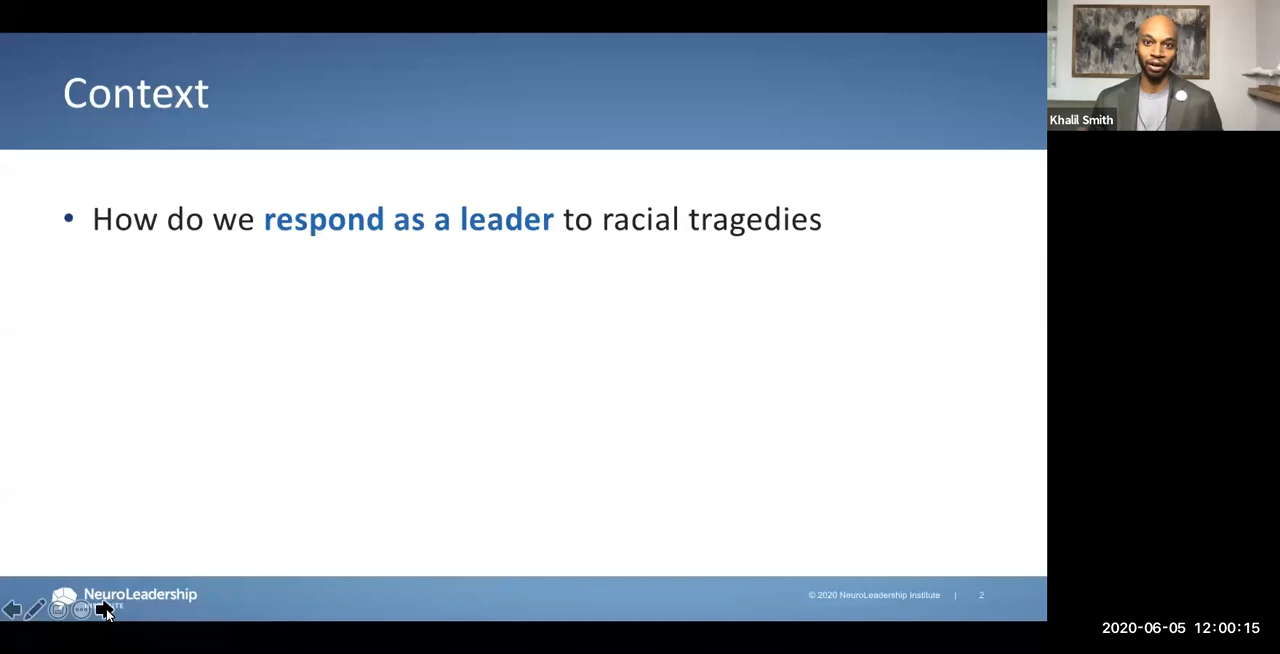 Context
• How do we respond as a leader to racial tragedies
Khalil Smith
NeuroLeadership
INSTITUTE
© 2020 NeuroLeadership Institute | 2
2020-06-05 12:00:15